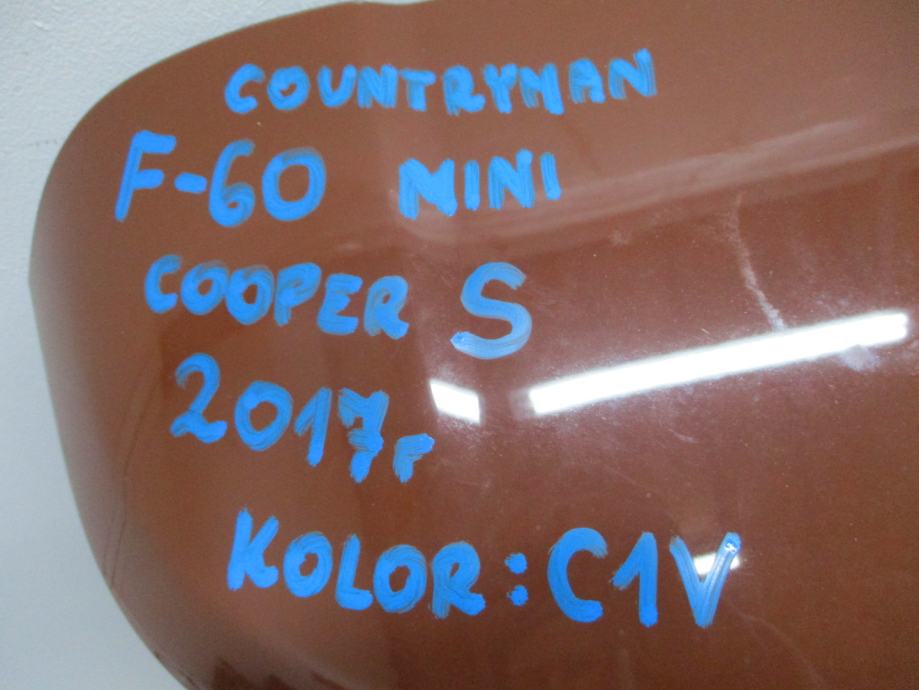 COUNTRYMAN
F-60 MINI
COOPER S
2017r
KOLOR: C1V